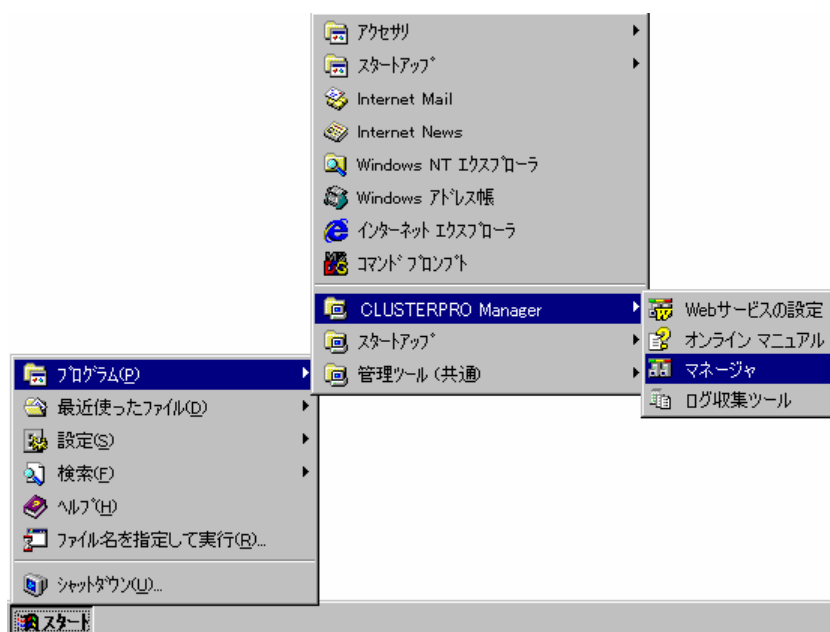 ｱｸｾｻﾘ
ｽﾀｰﾄｱｯﾌﾟ
Internet Mail
Internet News
Windows NT ｴｸｽﾌﾟﾛｰﾗ
Windows ｱﾄﾞﾚｽ帳
ｲﾝﾀｰﾈｯﾄ ｴｸｽﾌﾟﾛｰﾗ
ｺﾏﾝﾄﾞ ﾌﾟﾛﾝﾌﾟﾄ
CLUSTERPRO Manager
ｽﾀｰﾄｱｯﾌﾟ
管理ﾂｰﾙ (共通)
Webサービスの設定
オンライン マニュアル
マネージャ
ログ収集ツール
ﾌﾟﾛｸﾞﾗﾑ(P)
最近使ったﾌｧｲﾙ(D)
設定(S)
検索(F)
ﾍﾙﾌﾟ(H)
ﾌｧｲﾙ名を指定して実行(R)...
ｼｬｯﾄﾀﾞｳﾝ(U)...
ｽﾀｰﾄ